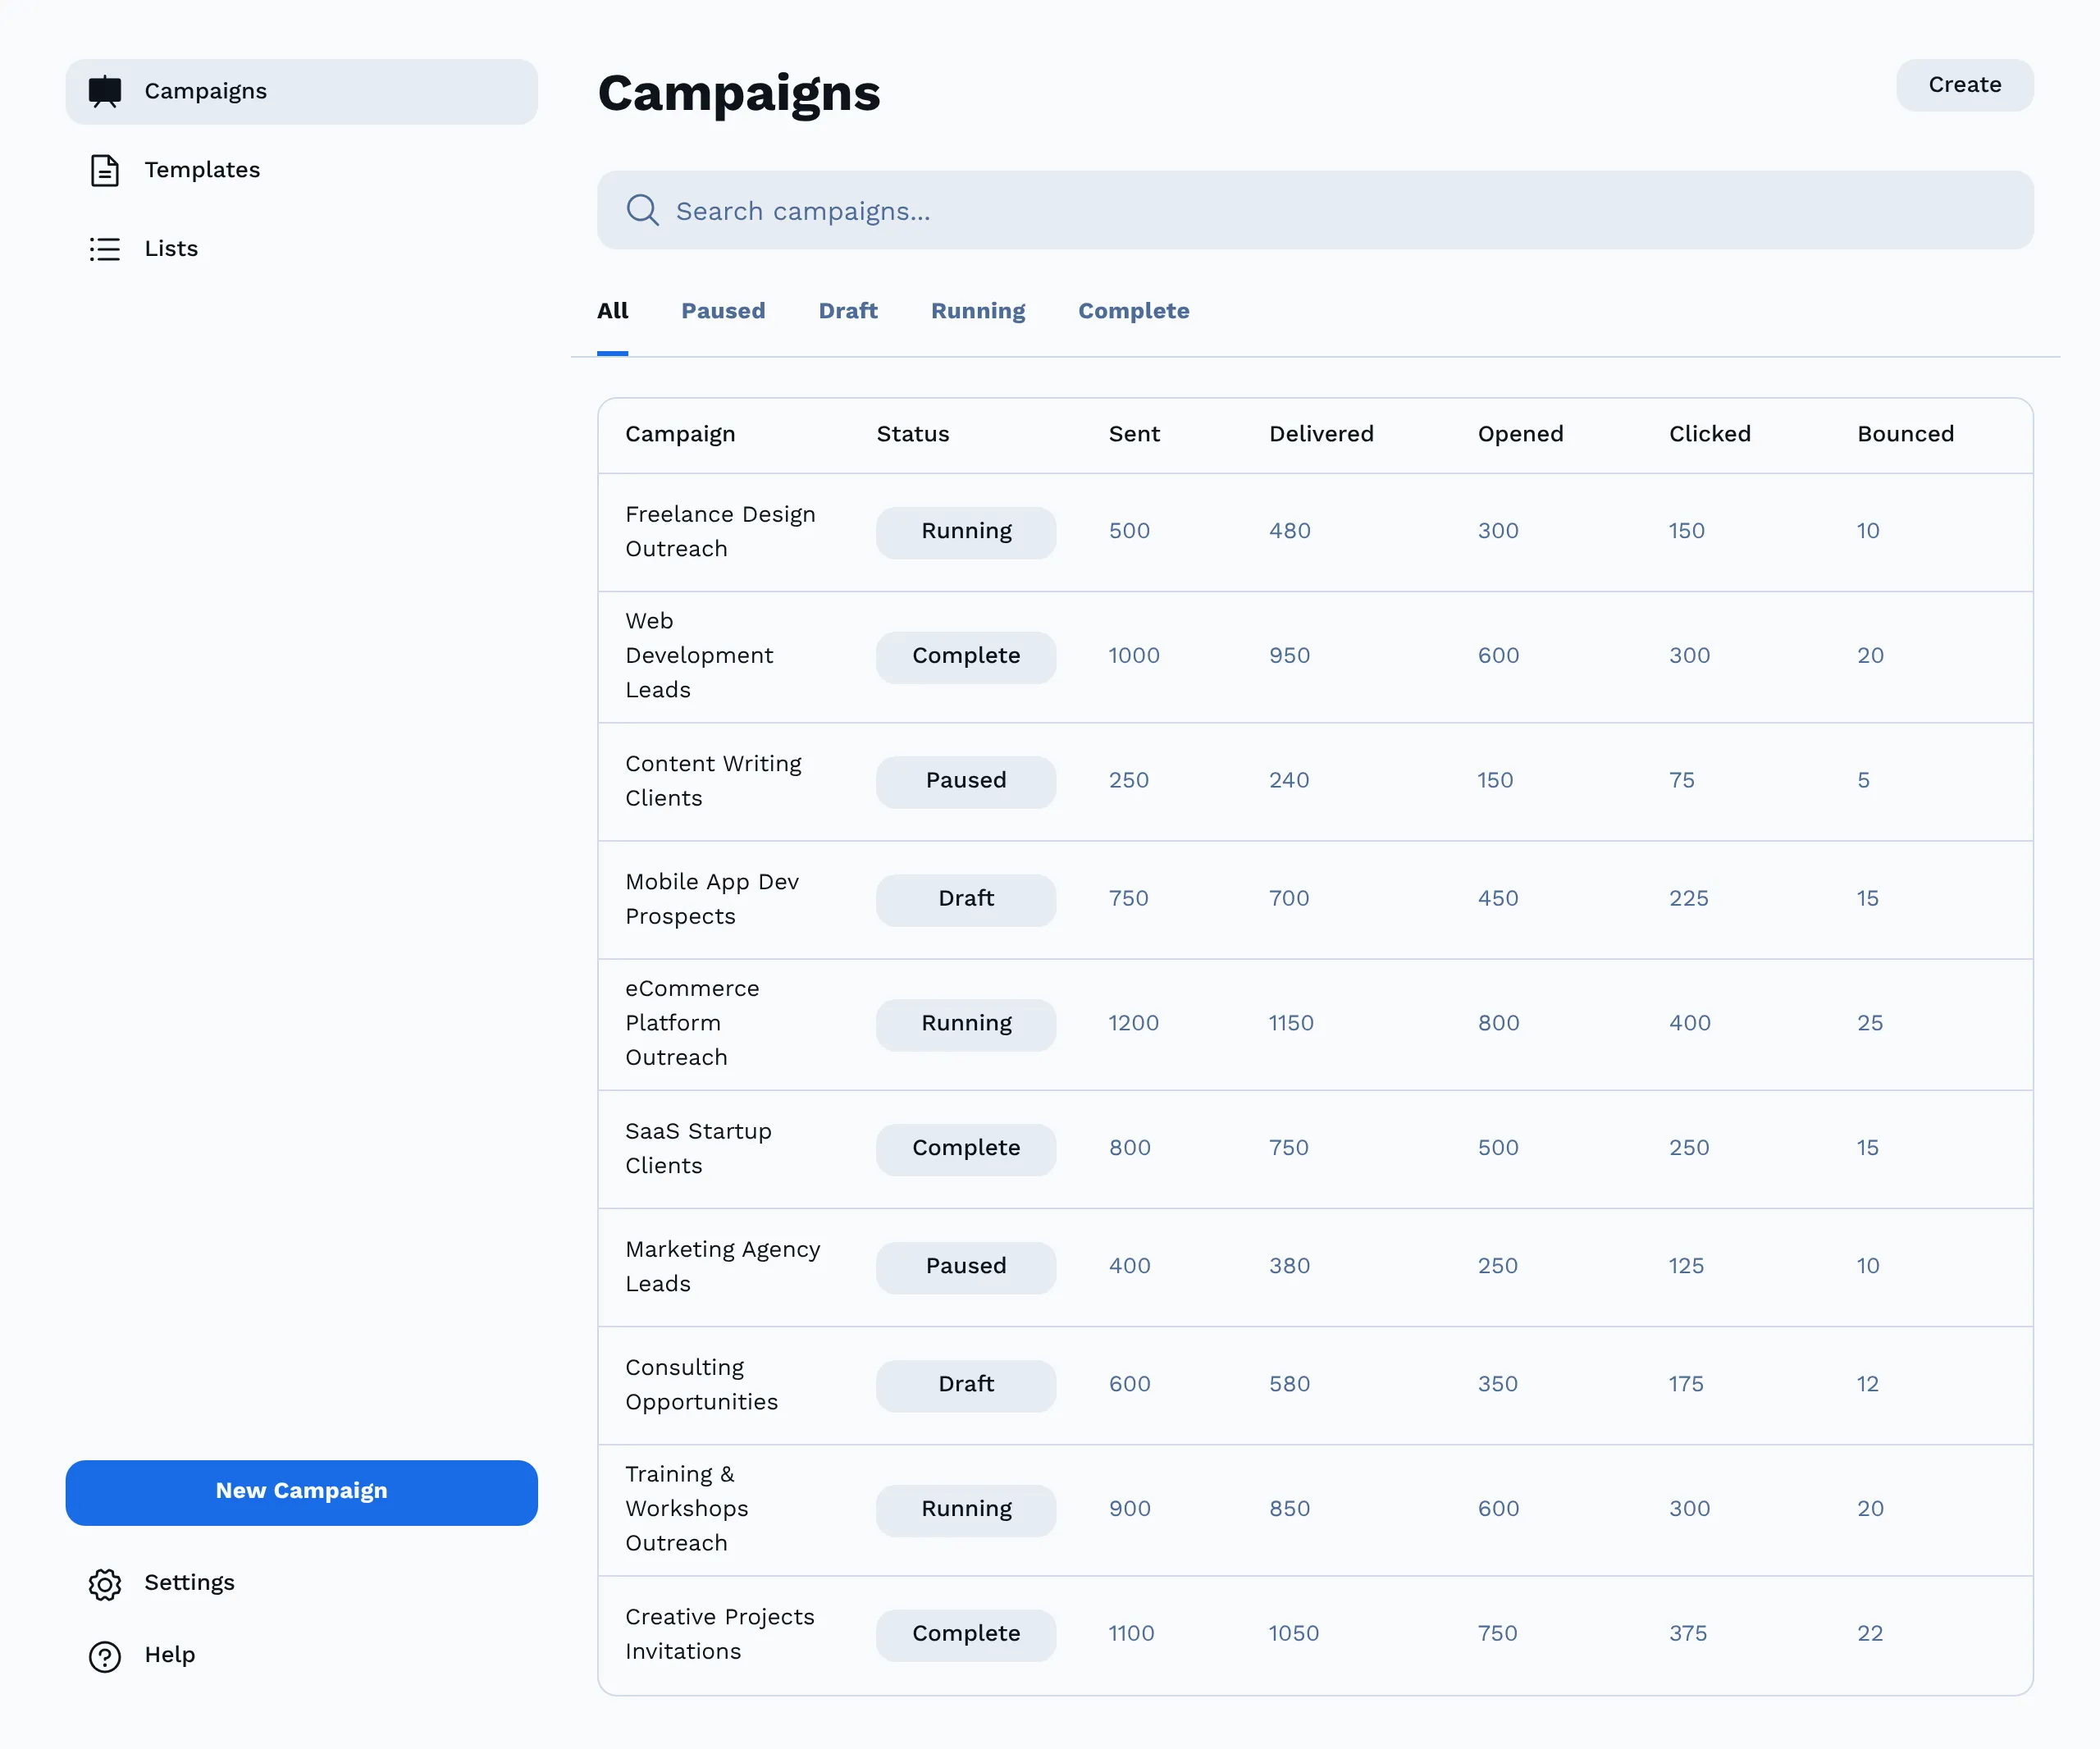 Campaigns
Templates
Lists
New Campaign
Settings
Help
Campaigns
Create
Search campaigns...
All Paused Draft Running Complete
Campaign Status Sent Delivered Opened Clicked Bounced
Freelance Design
Outreach
Running 500 480 300 150 10
Web
Development
Leads
Complete 1000 950 600 300 20
Content Writing
Clients
Paused 250 240 150 75 5
Mobile App Dev
Prospects
Draft 750 700 450 225 15
eCommerce
Platform
Outreach
Running 1200 1150 800 400 25
SaaS Startup
Clients
Complete 800 750 500 250 15
Marketing Agency
Leads
Paused 400 380 250 125 10
Consulting
Opportunities
Draft 600 580 350 175 12
Training &
Workshops
Outreach
Running 900 850 600 300 20
Creative Projects
Invitations
Complete 1100 1050 750 375 22